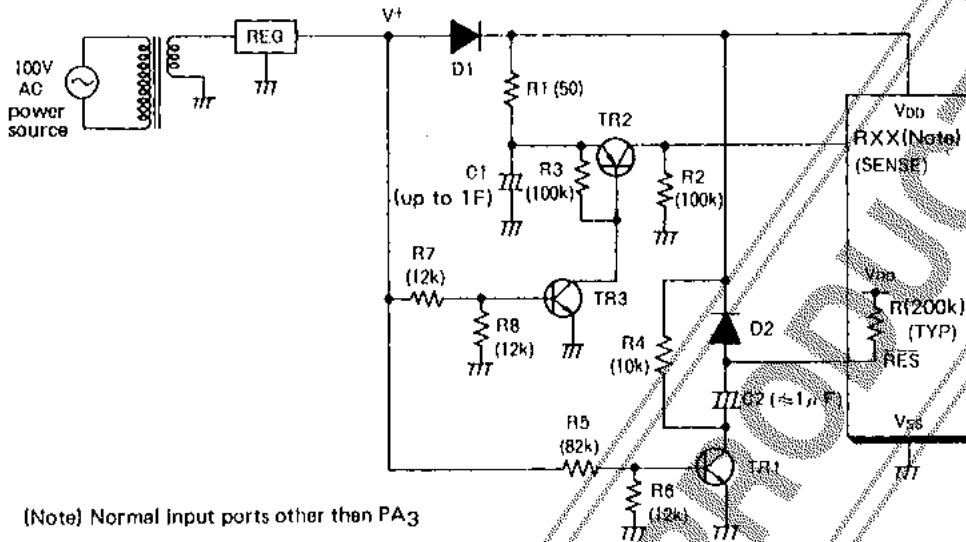 V+
REG
100V
AC
power
source
D1
R1 (50)
TR2
VDD
RXX(Note)
(SENSE)
C1
(up to 1F)
R3
(100k)
R2
(100k)
R7
(12k)
TR3
R8
(12k)
VDD
R(200k)
(TYP)
RES
R4
(10k)
D2
C2 (≒1μF)
R5
(82k)
TR1
VSS
R6
(12k)
(Note) Normal input ports other then PA3